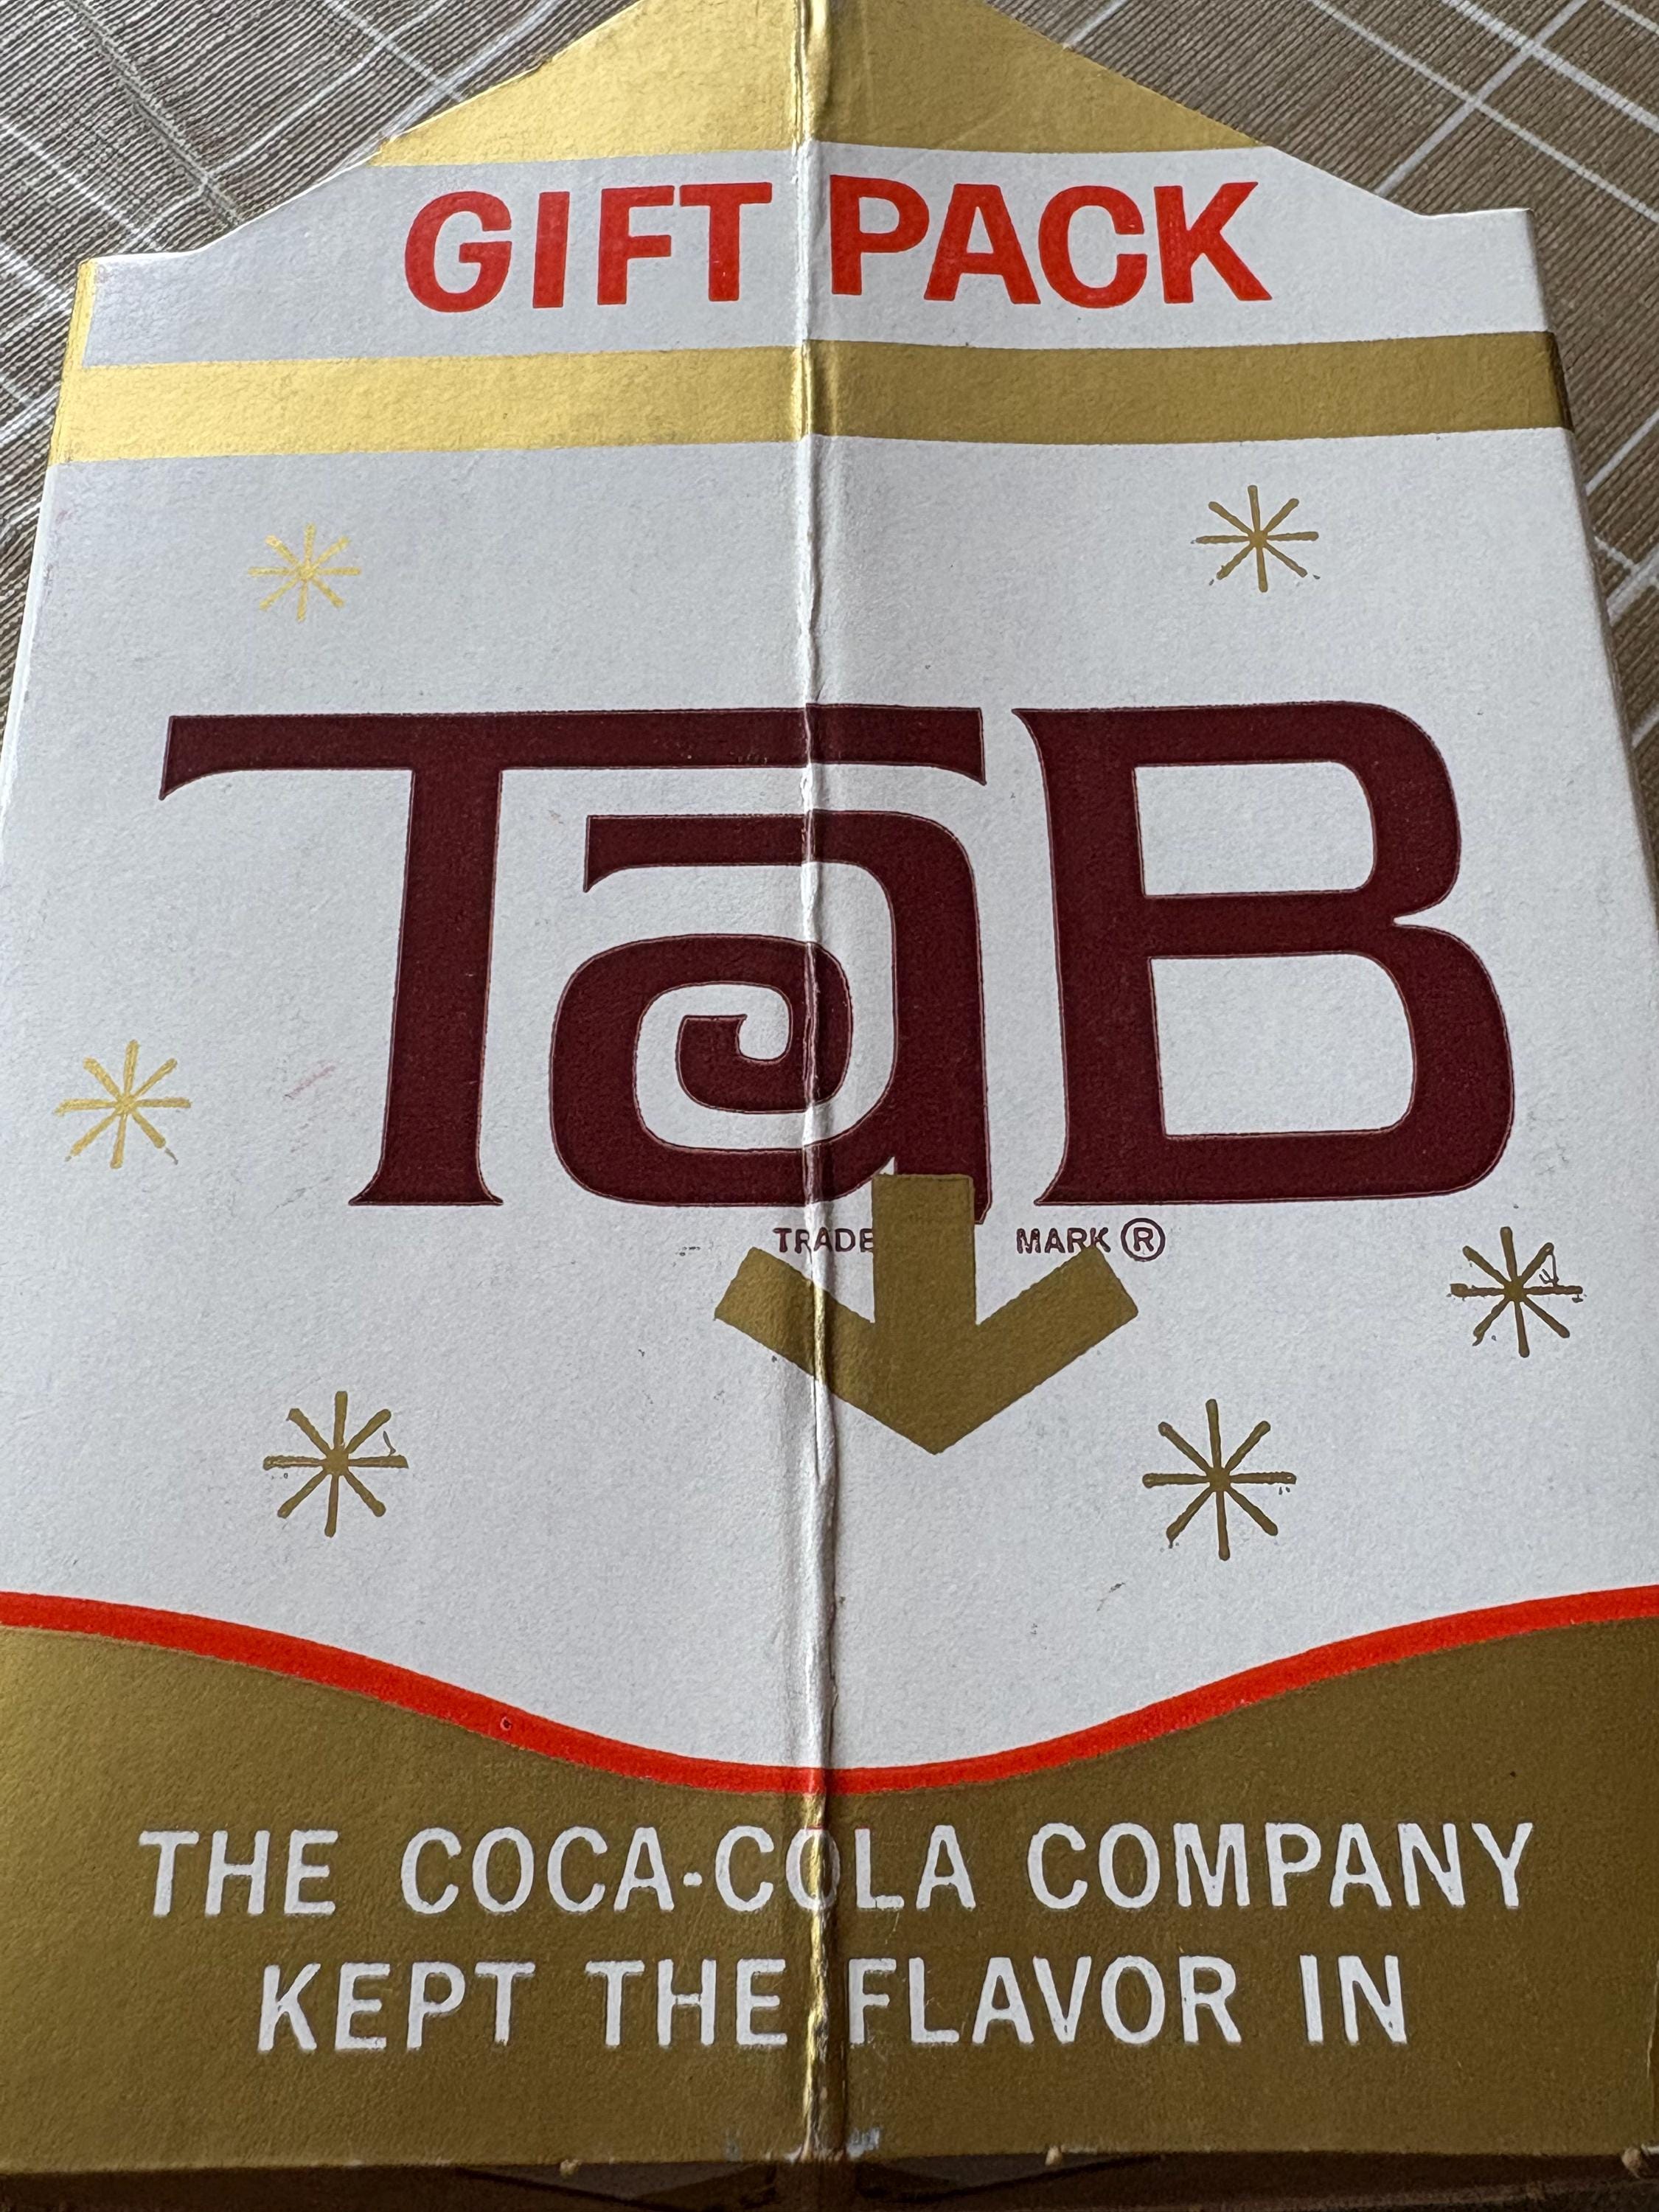 GIFT PACK
TaB
TRADE MARK ®
THE COCA-COLA COMPANY
KEPT THE FLAVOR IN